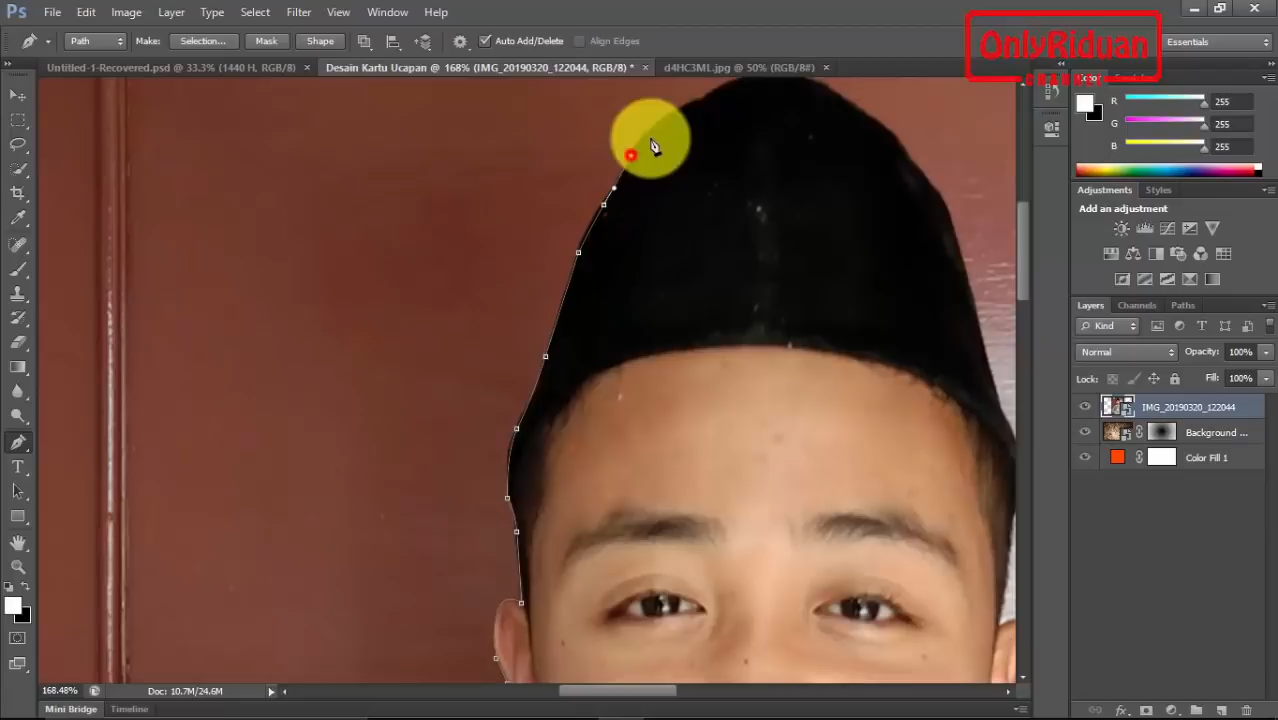 Ps File Edit Image Layer Type Select Filter View Window Help
OnlyRiduan
CHANNEL
Path Make: Selection... Mask Shape Auto Add/Delete Align Edges Essentials
Untitled-1-Recovered.psd @ 33.3% (1440 H, RGB/8) × Desain Kartu Ucapan @ 168% (IMG_20190320_122044, RGB/8) * × d4HC3ML.jpg @ 50% (RGB/8#) ×
Color
R 255
G 255
B 255
Adjustments Styles
Add an adjustment
Layers Channels Paths
Kind
Normal Opacity: 100%
Lock: Fill: 100%
IMG_20190320_122044
Background ...
Color Fill 1
T
168.48% Doc: 10.7M/24.6M
Mini Bridge Timeline
fx